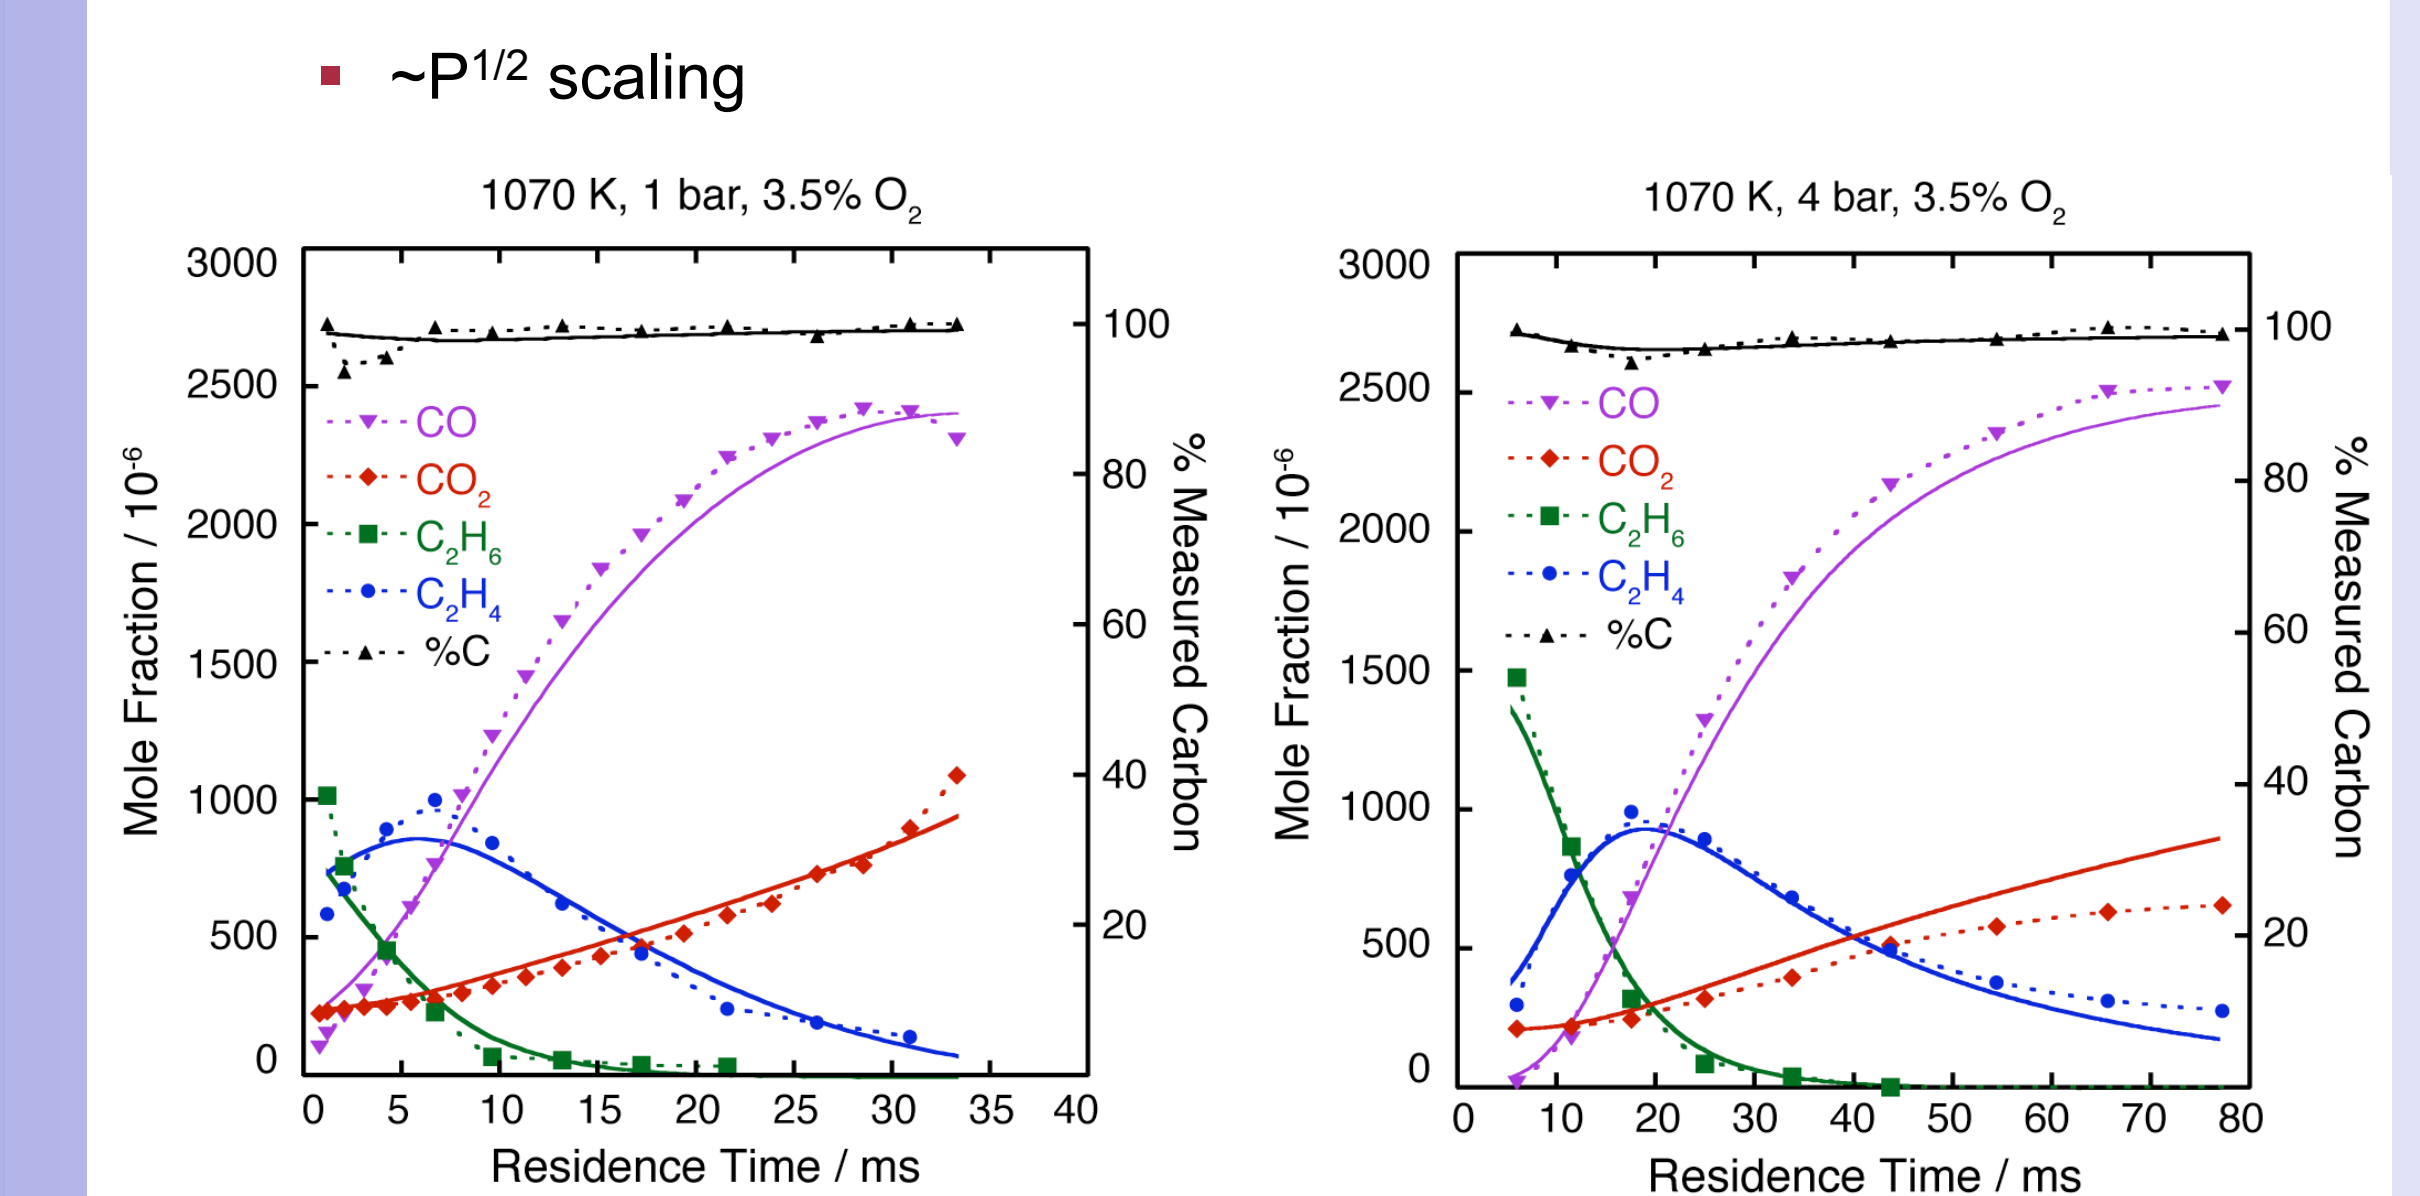 ~P1/2 scaling
1070 K, 1 bar, 3.5% O2
3000
2500
2000
1500
1000
500
0
Mole Fraction / 10-6
CO
CO2
C2H6
C2H4
%C
100
80
60
40
20
% Measured Carbon
0 5 10 15 20 25 30 35 40
Residence Time / ms
1070 K, 4 bar, 3.5% O2
3000
2500
2000
1500
1000
500
0
Mole Fraction / 10-6
CO
CO2
C2H6
C2H4
%C
100
80
60
40
20
% Measured Carbon
0 10 20 30 40 50 60 70 80
Residence Time / ms